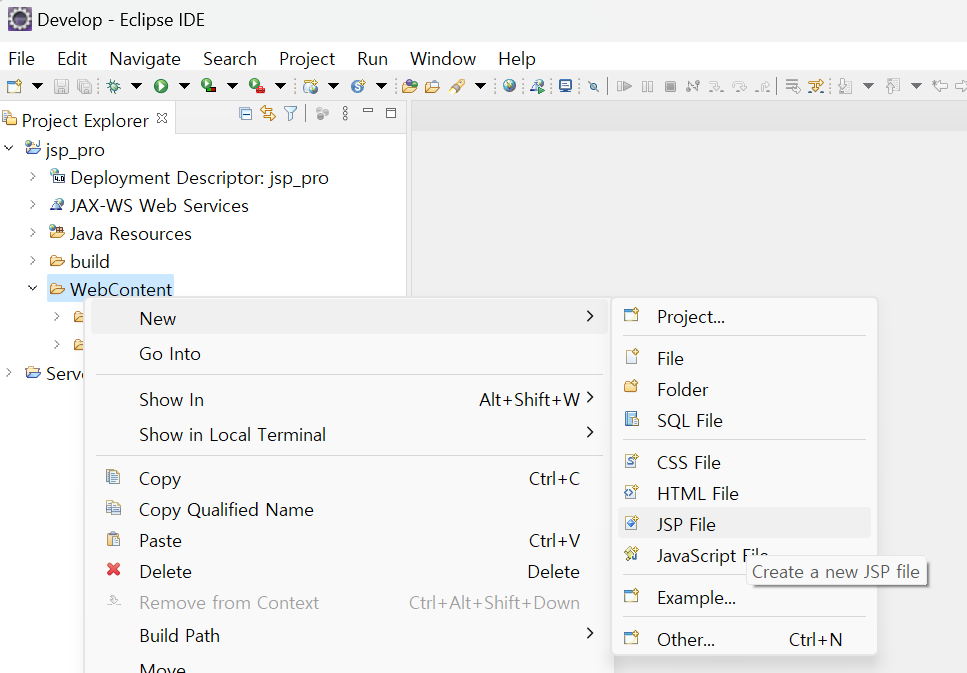 Develop - Eclipse IDE
File Edit Navigate Search Project Run Window Help
Project Explorer
jsp_pro
Deployment Descriptor: jsp_pro
JAX-WS Web Services
Java Resources
build
WebContent
New
Go Into
Show In Alt+Shift+W
Show in Local Terminal
Copy Ctrl+C
Copy Qualified Name
Paste Ctrl+V
Delete Delete
Remove from Context Ctrl+Alt+Shift+Down
Build Path
Move
Project...
File
Folder
SQL File
CSS File
HTML File
JSP File
JavaScript File
Create a new JSP file
Example...
Other... Ctrl+N